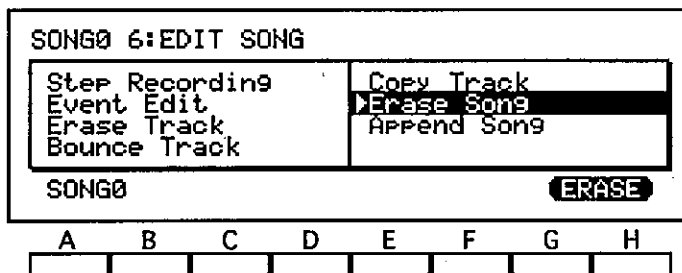 SONG0 6:EDIT SONG
Step Recording
Event Edit
Erase Track
Bounce Track
Copy Track
Erase Song
Append Song
SONG0 ERASE
A B C D E F G H